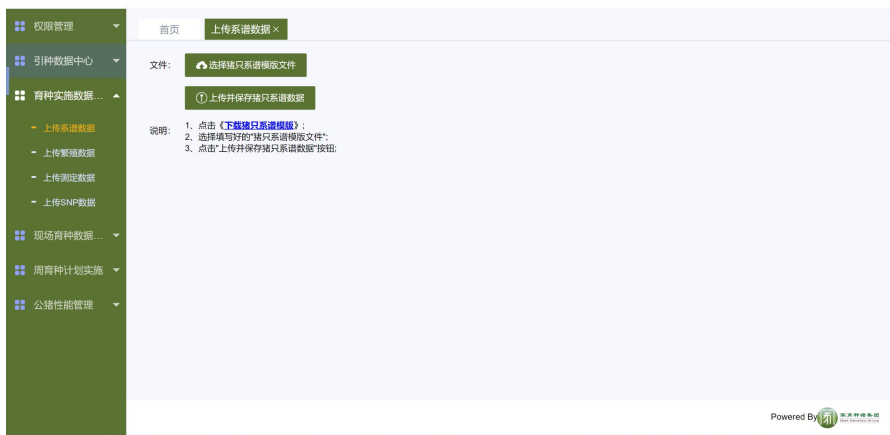 权限管理
引种数据中心
育种实施数据...
- 上传系谱数据
- 上传繁殖数据
- 上传测定数据
- 上传SNP数据
现场育种数据...
周育种计划实施
公猪性能管理
首页
上传系谱数据 ×
文件: 选择猪只系谱模版文件
上传并保存猪只系谱数据
说明: 1、点击《下载猪只系谱模版》;
2、选择填写好的"猪只系谱模版文件";
3、点击"上传并保存猪只系谱数据"按钮;
Powered By